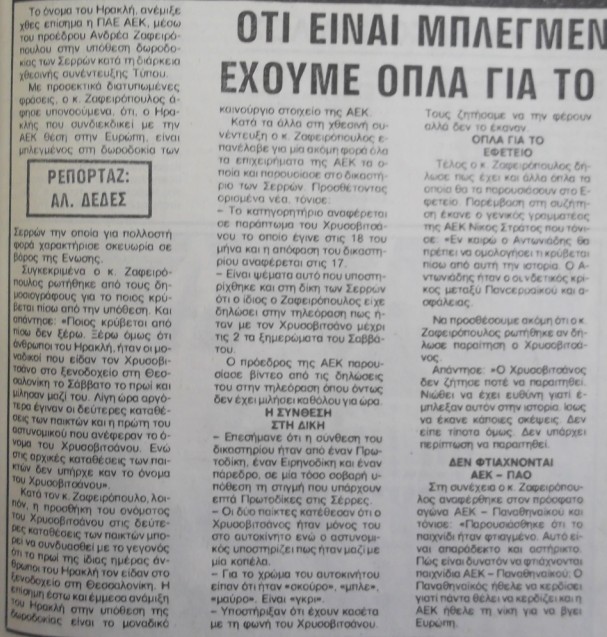 ΟΤΙ ΕΙΝΑΙ ΜΠΛΕΓΜΕΝ
ΕΧΟΥΜΕ ΟΠΛΑ ΓΙΑ ΤΟ
Το όνομα του Ηρακλή, ανέμιξε
χθες επίσημα η ΠΑΕ ΑΕΚ, μέσω
του προέδρου Ανδρέα Ζαφειρό-
πουλου στην υπόθεση δωροδο-
κίας των Σερρών κατά τη διάρκεια
χθεσινής συνέντευξης Τύπου.
Με προσεκτικά διατυπωμένες
φράσεις, ο κ. Ζαφειρόπουλος ά-
φησε υπονοούμενα, ότι, ο Ηρα-
κλής που συνδιεκδικεί με την
ΑΕΚ θέση στην Ευρώπη, είναι
μπλεγμένος στη δωροδοκία των
ΡΕΠΟΡΤΑΖ:
ΑΛ. ΔΕΔΕΣ
Σερρών την οποία για πολλοστή
φορά χαρακτήρισε σκευωρία σε
βάρος της Ενωσης.
Συγκεκριμένα ο κ. Ζαφειρό-
πουλος ρωτήθηκε από τους δη-
μοσιογράφους για το ποιος κρύ-
βεται πίσω από την υπόθεση. Και
απάντησε: «Ποιος κρύβεται από
πίσω δεν ξέρω. Ξέρω όμως ότι
άνθρωποι του Ηρακλή, ήταν οι μο-
ναδικοί που είδαν τον Χρυσοβι-
τσάνο στο ξενοδοχείο στη Θεσ-
σαλονίκη το Σάββατο το πρωί και
μίλησαν μαζί του. Λίγη ώρα αργό-
τερα έγιναν οι δεύτερες καταθέ-
σεις των παικτών και η πρώτη του
αστυνομικού που ανέφεραν το ό-
νομα του Χρυσοβιτσάνου. Ενώ
στις αρχικές καταθέσεις των παι-
κτών δεν υπήρχε καν το όνομα
του Χρυσοβιτσάνου».
Κατά τον κ. Ζαφειρόπουλο, λοι-
πόν, η προσθήκη του ονόματος
του Χρυσοβιτσάνου στις δεύτε-
ρες καταθέσεις των παικτών μπο-
ρεί να συνδυασθεί με το γεγονός
ότι το πρωί της ίδιας ημέρας άν-
θρωποι του Ηρακλή τον είδαν στο
ξενοδοχείο στη Θεσσαλονίκη. Η
επίσημη έστω και έμμεσα ανάμιξη
του Ηρακλή στην υπόθεση της
δωροδοκίας είναι το μοναδικό
καινούργιο στοιχείο της ΑΕΚ.
Κατά τα άλλα στη χθεσινή συ-
νέντευξη ο κ. Ζαφειρόπουλος ε-
πανέλαβε για μία ακόμη φορά όλα
τα επιχειρήματα της ΑΕΚ τα ο-
ποία και παρουσίασε στο δικαστή-
ριο των Σερρών. Προσθέτοντας
ορισμένα νέα, τόνισε:
– Το κατηγορητήριο αναφέρεται
σε παράπτωμα του Χρυσοβιτσά-
νου το οποίο έγινε στις 18 του
μήνα και η απόφαση του δικαστη-
ρίου αναφέρεται στις 17.
– Είναι ψέματα αυτό που υποστη-
ρίχθηκε και στη δίκη των Σερρών
ότι ο ίδιος ο Ζαφειρόπουλος είχε
δηλώσει στην τηλεόραση πως ή-
ταν με τον Χρυσοβιτσάνο μέχρι
τις 2 τα ξημερώματα του Σαββά-
του.
Ο πρόεδρος της ΑΕΚ παρου-
σίασε βίντεο από τις δηλώσεις
του στην τηλεόραση όπου όντως
δεν έχει μιλήσει καθόλου για ώρα.
Η ΣΥΝΘΕΣΗ
ΣΤΗ ΔΙΚΗ
– Επεσήμανε ότι η σύνθεση του
δικαστηρίου ήταν από έναν Πρω-
τοδίκη, έναν Ειρηνοδίκη και έναν
πάρεδρο, σε μία τόσο σοβαρή υ-
πόθεση τη στιγμή που υπάρχουν
επτά Πρωτοδίκες στις Σέρρες.
– Οι δύο παίκτες κατέθεσαν ότι ο
Χρυσοβιτσάνος ήταν μόνος του
στο αυτοκίνητο ενώ ο αστυνομι-
κός υποστηρίζει πως ήταν μαζί με
μία κοπέλα.
– Για το χρώμα του αυτοκινήτου
είπαν ότι ήταν «σκούρο», «μπλε»,
«μαύρο». Είναι «γκρι».
– Υποστήριξαν ότι έχουν κασέτα
με τη φωνή του Χρυσοβιτσάνου.
Τους ζητήσαμε να την φέρουν
αλλά δεν το έκαναν.
ΟΠΛΑ ΓΙΑ ΤΟ
ΕΦΕΤΕΙΟ
Τέλος ο κ. Ζαφειρόπουλος δή-
λωσε πως έχει και άλλα όπλα τα
οποία θα τα παρουσιάσουν στο Ε-
φετείο. Παρέμβαση στη συζήτη-
ση έκανε ο γενικός γραμματέας
της ΑΕΚ Νίκος Στράτος που τόνι-
σε: «Εν καιρώ ο Αντωνιάδης θα
πρέπει να ομολογήσει τι κρύβεται
πίσω από αυτή την ιστορία. Ο Α-
ντωνιάδης ήταν ο συνδετικός κρί-
κος μεταξύ Πανσερραϊκού και α-
σφάλειας.
Να προσθέσουμε ακόμη ότι ο κ.
Ζαφειρόπουλος ρωτήθηκε αν δή-
λωσε παραίτηση ο Χρυσοβιτσά-
νος.
Απάντησε: «Ο Χρυσοβιτσάνος
δεν ζήτησε ποτέ να παραιτηθεί.
Νιώθει να έχει ευθύνη γιατί έ-
μπλεξαν αυτόν στην ιστορία. Ισως
να έκανε κάποιες σκέψεις. Δεν
είπε τίποτα όμως. Δεν υπάρχει
περίπτωση να παραιτηθεί.
ΔΕΝ ΦΤΙΑΧΝΟΝΤΑΙ
ΑΕΚ – ΠΑΟ
Στη συνέχεια ο κ. Ζαφειρόπου-
λος αναφέρθηκε στον πρόσφατο
αγώνα ΑΕΚ – Παναθηναϊκού και
τόνισε: «Παρουσιάσθηκε ότι το
παιχνίδι ήταν φτιαγμένο. Αυτό εί-
ναι απαράδεκτο και αστήρικτο.
Πώς είναι δυνατόν να φτιάχνονται
παιχνίδια ΑΕΚ – Παναθηναϊκού; Ο
Παναθηναϊκός ήθελε να κερδίσει
γιατί πάντα θέλει να κερδίζει και η
ΑΕΚ ήθελε τη νίκη για να βγει
Ευρώπη.